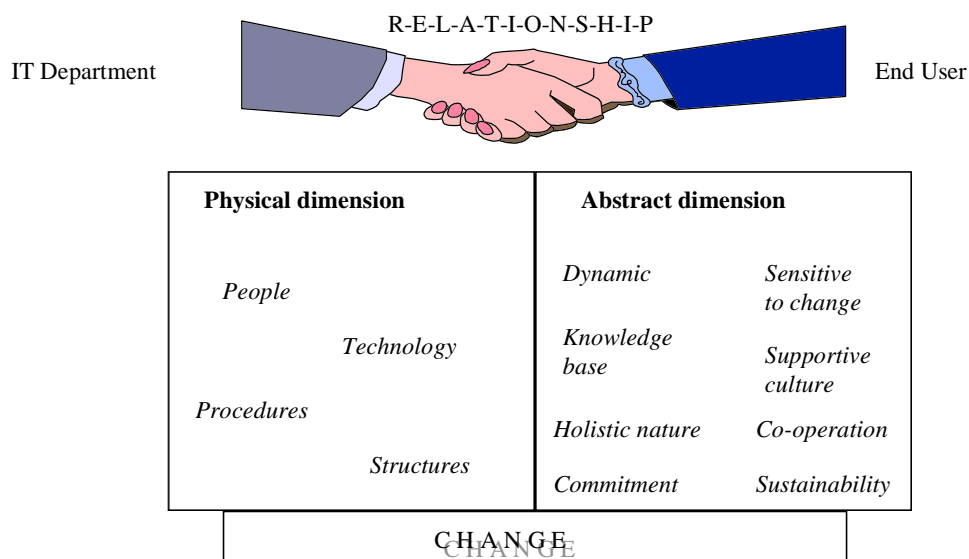 R-E-L-A-T-I-O-N-S-H-I-P
IT Department
End User
Physical dimension
People
Technology
Procedures
Structures
Abstract dimension
Dynamic
Sensitive
to change
Knowledge
base
Supportive
culture
Holistic nature
Co-operation
Commitment
Sustainability
C H A N G E
C H A N G E